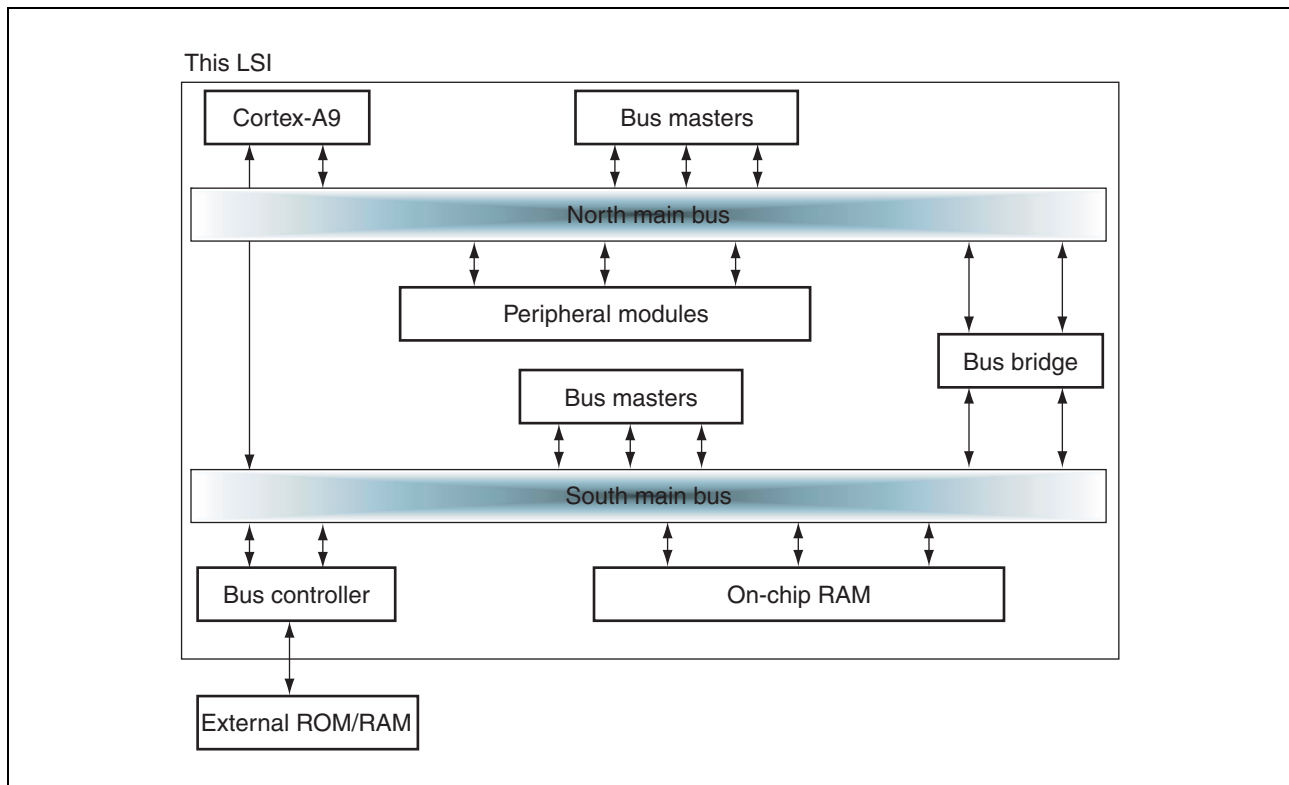 This LSI
Cortex-A9
Bus masters
North main bus
Peripheral modules
Bus bridge
Bus masters
South main bus
Bus controller
On-chip RAM
External ROM/RAM